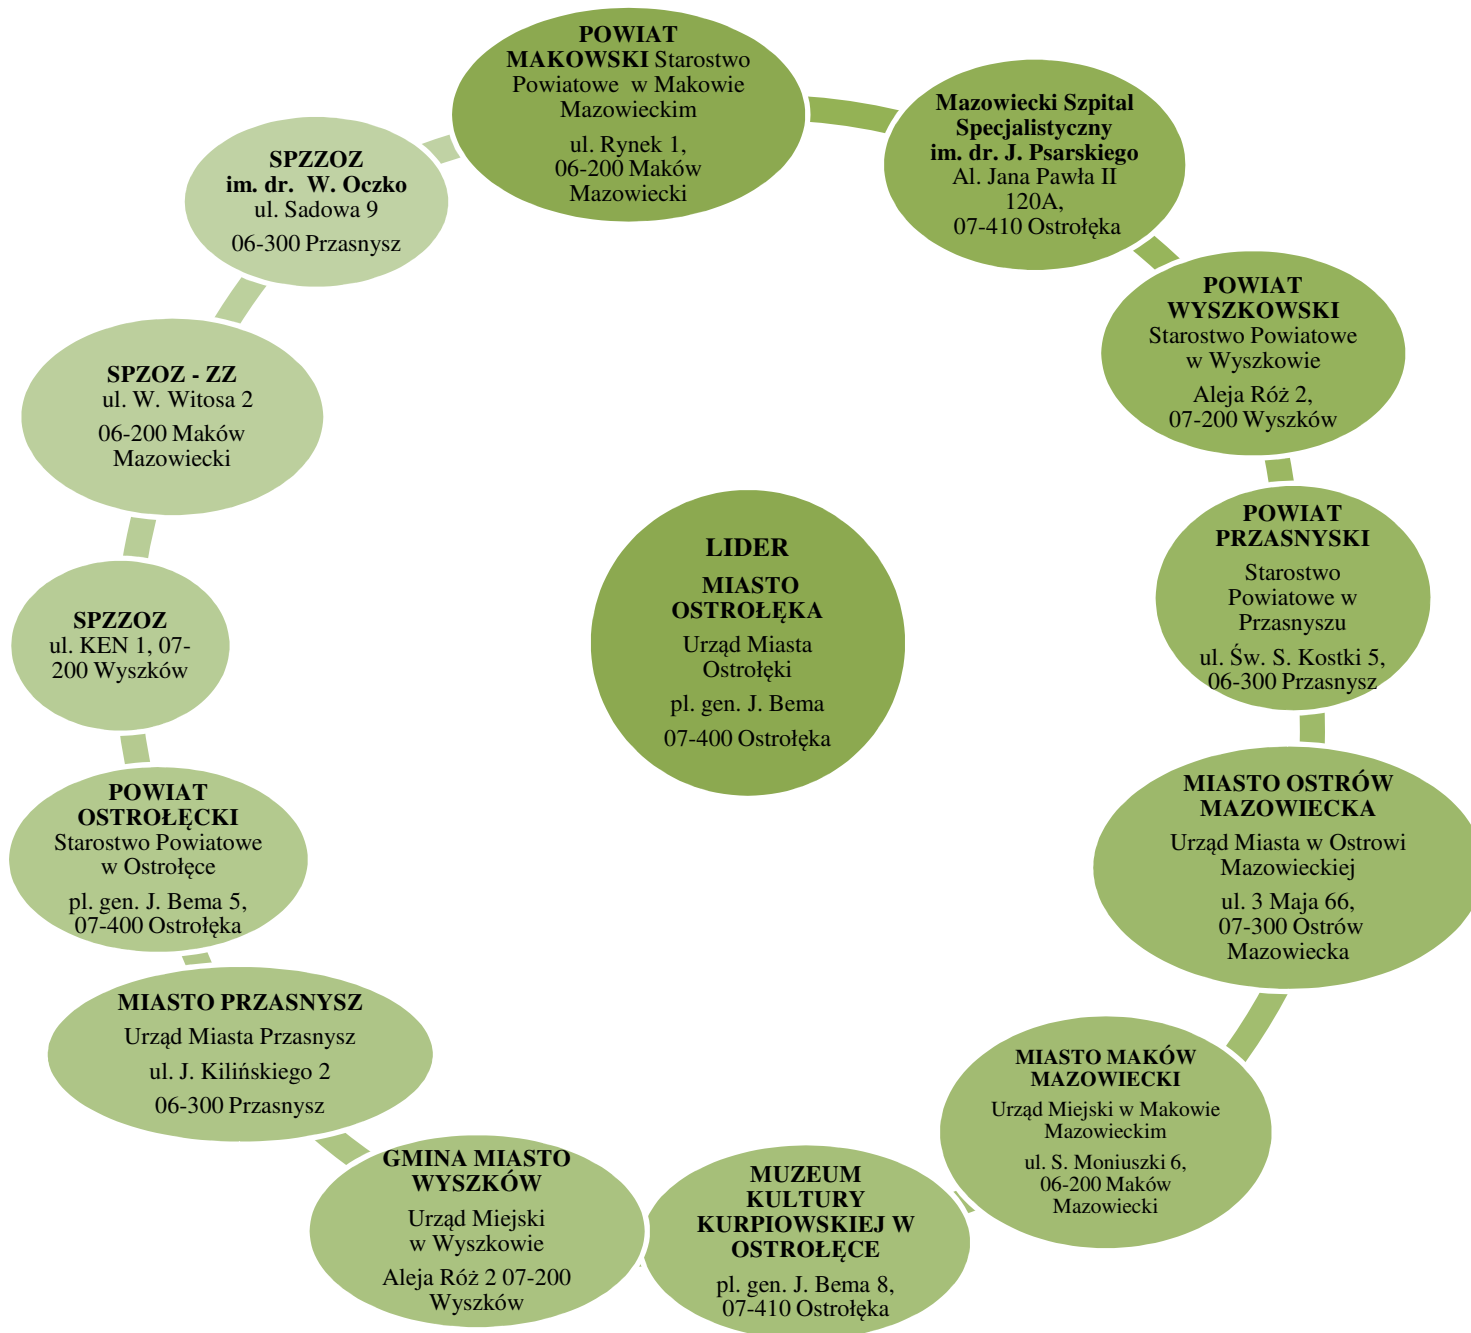 POWIAT
MAKOWSKI Starostwo
Powiatowe w Makowie
Mazowieckim
ul. Rynek 1,
06-200 Maków
Mazowiecki
Mazowiecki Szpital
Specjalistyczny
im. dr. J. Psarskiego
Al. Jana Pawła II
120A,
07-410 Ostrołęka
POWIAT
WYSZKOWSKI
Starostwo Powiatowe
w Wyszkowie
Aleja Róż 2,
07-200 Wyszków
POWIAT
PRZASNYSKI
Starostwo
Powiatowe w
Przasnyszu
ul. Św. S. Kostki 5,
06-300 Przasnysz
MIASTO OSTRÓW
MAZOWIECKA
Urząd Miasta w Ostrowi
Mazowieckiej
ul. 3 Maja 66,
07-300 Ostrów
Mazowiecka
MIASTO MAKÓW
MAZOWIECKI
Urząd Miejski w Makowie
Mazowieckim
ul. S. Moniuszki 6,
06-200 Maków
Mazowiecki
MUZEUM
KULTURY
KURPIOWSKIEJ W
OSTROŁĘCE
pl. gen. J. Bema 8,
07-410 Ostrołęka
GMINA MIASTO
WYSZKÓW
Urząd Miejski
w Wyszkowie
Aleja Róż 2 07-200
Wyszków
MIASTO PRZASNYSZ
Urząd Miasta Przasnysz
ul. J. Kilińskiego 2
06-300 Przasnysz
POWIAT
OSTROŁĘCKI
Starostwo Powiatowe
w Ostrołęce
pl. gen. J. Bema 5,
07-400 Ostrołęka
SPZZOZ
ul. KEN 1, 07-
200 Wyszków
SPZOZ - ZZ
ul. W. Witosa 2
06-200 Maków
Mazowiecki
SPZZOZ
im. dr. W. Oczko
ul. Sadowa 9
06-300 Przasnysz
LIDER
MIASTO
OSTROŁĘKA
Urząd Miasta
Ostrołęki
pl. gen. J. Bema
07-400 Ostrołęka